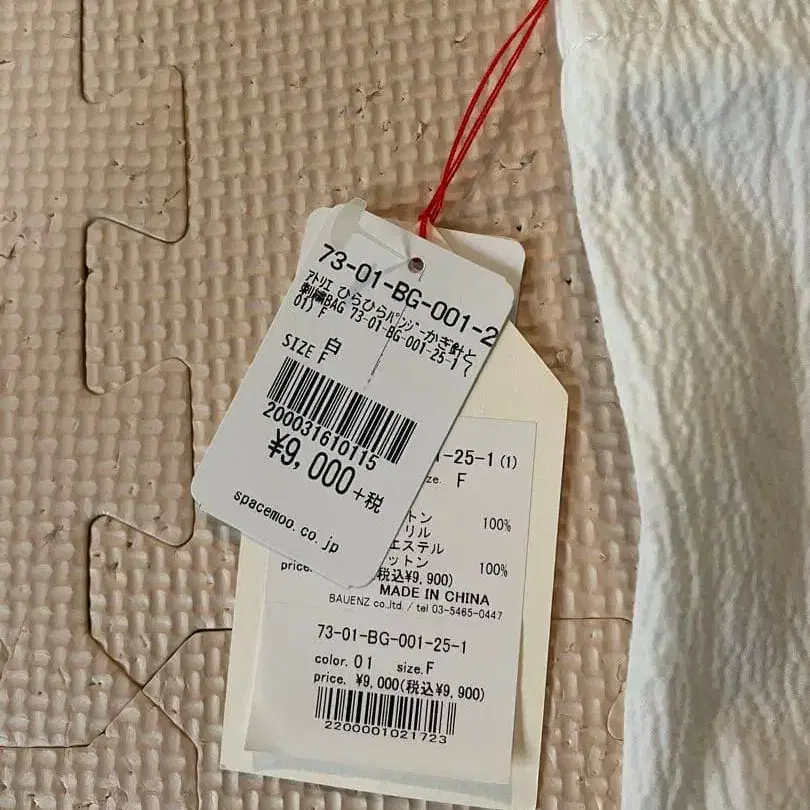 73-01-BG-001-2
ｱﾄﾘｴ ひらひらﾊﾟﾝｼﾞｰかぎ針と
刺繍BAG 73-01-BG-001-25-1 (
01) F
白
SIZE F
200031610115
¥9,000+税
spacemoo.co.jp
-25-1 (1)
ze. F
トン 100%
リル
エステル
ットン 100%
price. 税込¥9,900)
MADE IN CHINA
BAUENZ co.,ltd. / tel 03-5465-0447
73-01-BG-001-25-1
color. 01 size. F
price. ¥9,000(税込¥9,900)
2200001021723